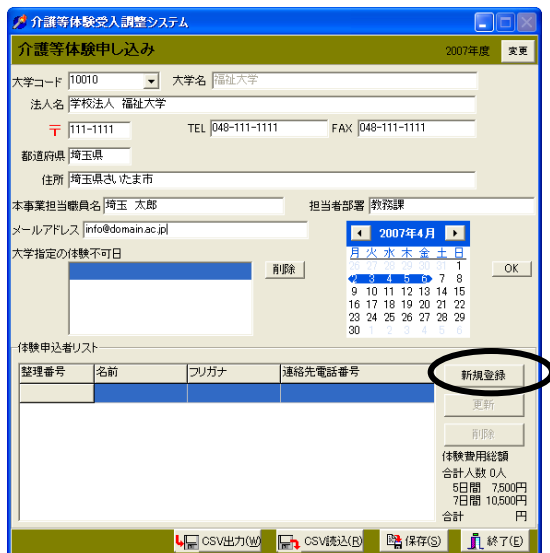 介護等体験受入調整システム
介護等体験申し込み 2007年度 変更
大学コード 10010 大学名 福祉大学
法人名 学校法人 福祉大学
〒 111-1111 TEL 048-111-1111 FAX 048-111-1111
都道府県 埼玉県
住所 埼玉県さいたま市
本事業担当職員名 埼玉 太郎 担当者部署 教務課
メールアドレス info@domain.ac.jp
2007年4月
大学指定の体験不可日 削除 OK
月 火 水 木 金 土 日
26 27 28 29 30 31 1
2 3 4 5 6 7 8
9 10 11 12 13 14 15
16 17 18 19 20 21 22
23 24 25 26 27 28 29
30 1 2 3 4 5 6
体験申込者リスト
整理番号 名前 フリガナ 連絡先電話番号
新規登録
更新
削除
体験費用総額
合計人数 0人
5日間 7,500円
7日間 10,500円
合計 円
CSV出力(W) CSV読込(R) 保存(S) 終了(E)